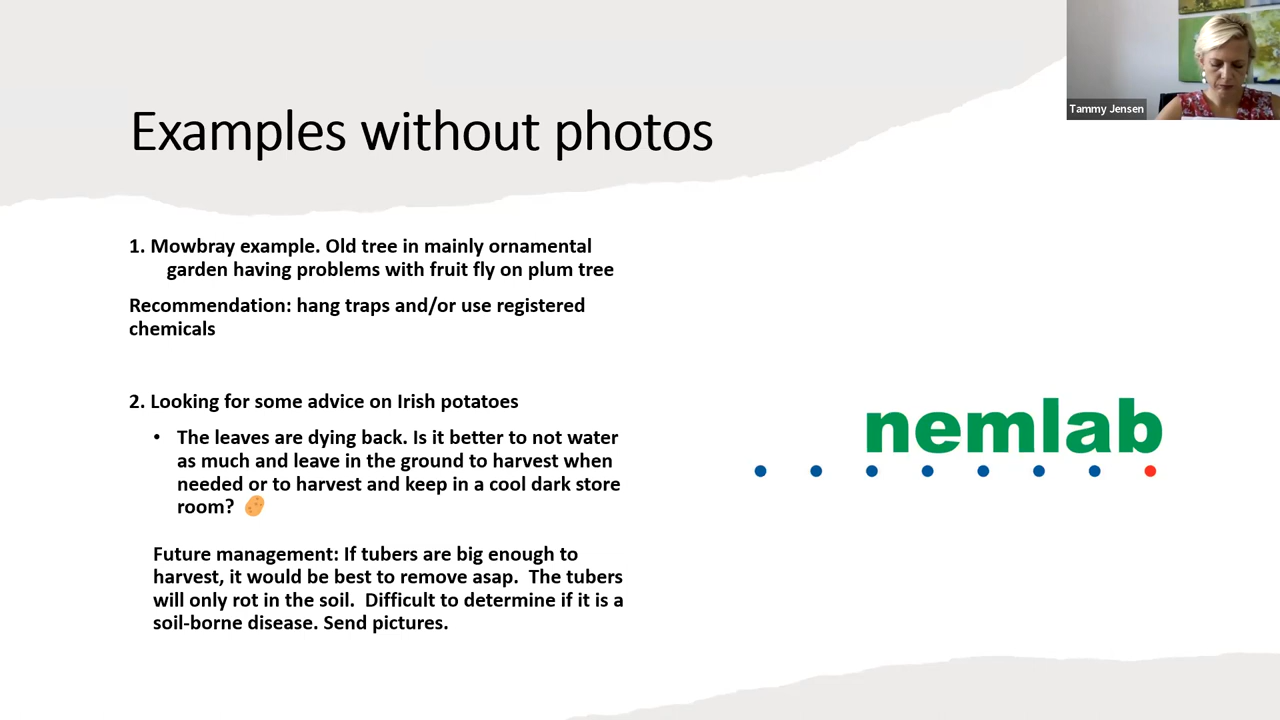 Tammy Jensen
Examples without photos
1. Mowbray example. Old tree in mainly ornamental
garden having problems with fruit fly on plum tree
Recommendation: hang traps and/or use registered
chemicals
2. Looking for some advice on Irish potatoes
• The leaves are dying back. Is it better to not water
as much and leave in the ground to harvest when
needed or to harvest and keep in a cool dark store
room? 🥔
Future management: If tubers are big enough to
harvest, it would be best to remove asap.  The tubers
will only rot in the soil.  Difficult to determine if it is a
soil-borne disease. Send pictures.
nemlab